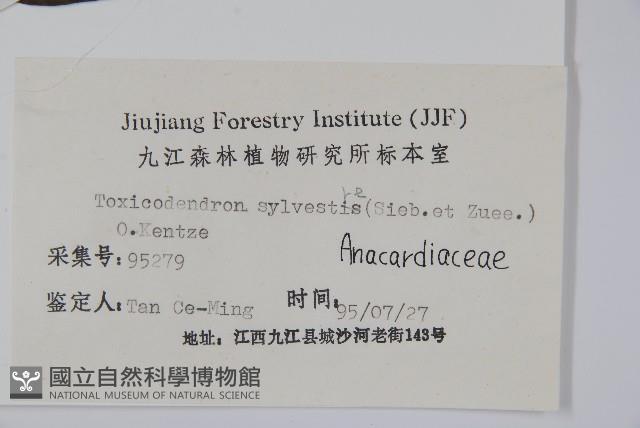 Jiujiang Forestry Institute (JJF)
九江森林植物研究所标本室
Toxicodendron sylvestis (Sieb.et Zuee.)
re
O.Kentze
采集号: 95279
Anacardiaceae
鉴定人: Tan Ce-Ming 时间: 95/07/27
地址: 江西九江县城沙河老街143号
國立自然科學博物館
NATIONAL MUSEUM OF NATURAL SCIENCE